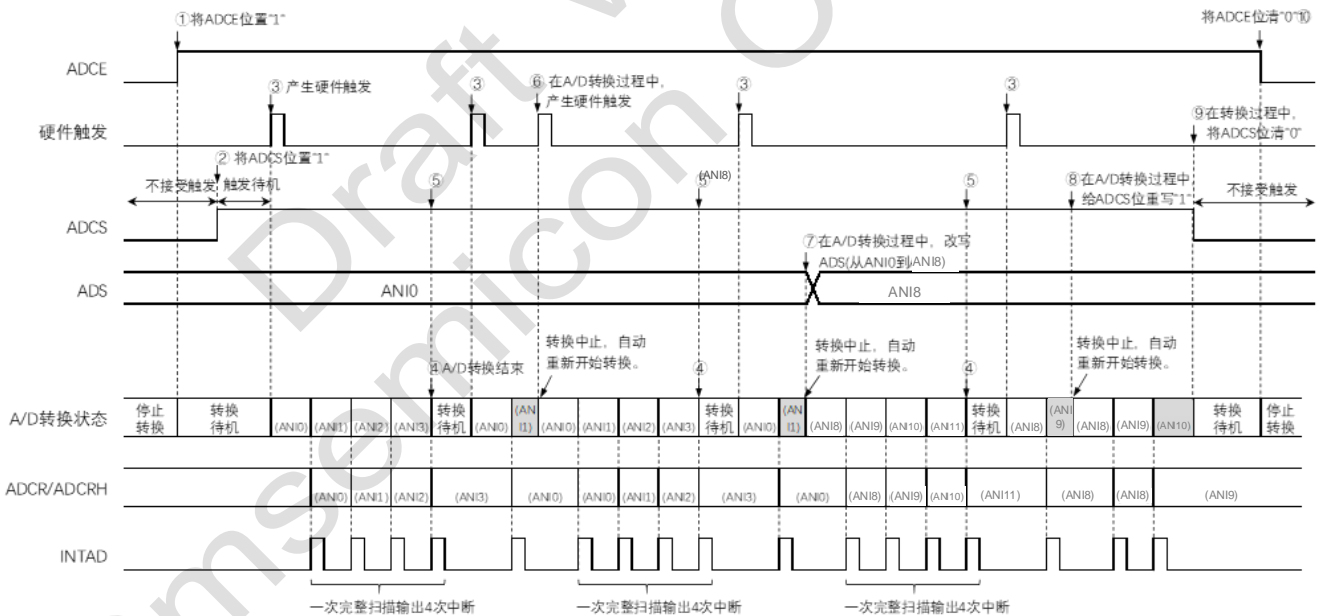 ①将ADCE位置"1"
将ADCE位清"0"⑩
ADCE
③ 产生硬件触发
③
⑥ 在A/D转换过程中,
产生硬件触发
③
③
⑨在转换过程中,
将ADCS位清"0"
硬件触发
② 将ADCS位置"1"
不接受触发
触发待机
⑤
(ANI8)
⑤
⑤
⑧在A/D转换过程中
给ADCS位重写"1"
不接受触发
ADCS
⑦在A/D转换过程中, 改写
ADS(从ANI0到ANI8)
ADS
ANI0
ANI8
④A/D转换结束
转换中止, 自动
重新开始转换。
④
转换中止, 自动
重新开始转换。
④
转换中止, 自动
重新开始转换。
A/D转换状态
停止转换 转换待机 (ANI0) (ANI1) (ANI2) (ANI3) 转换待机 (ANI0) (ANI1) (ANI0) (ANI1) (ANI2) (ANI3) 转换待机 (ANI0) (ANI1) (ANI8) (ANI9) (ANI10) (ANI11) 转换待机 (ANI8) (ANI9) (ANI8) (ANI9) (ANI10) 转换待机 停止转换
ADCR/ADCRH
(ANI0) (ANI1) (ANI2) (ANI3) (ANI0) (ANI0) (ANI1) (ANI2) (ANI3) (ANI0) (ANI8) (ANI9) (ANI10) (ANI11) (ANI8) (ANI8) (ANI9)
INTAD
一次完整扫描输出4次中断
一次完整扫描输出4次中断
一次完整扫描输出4次中断
Draft